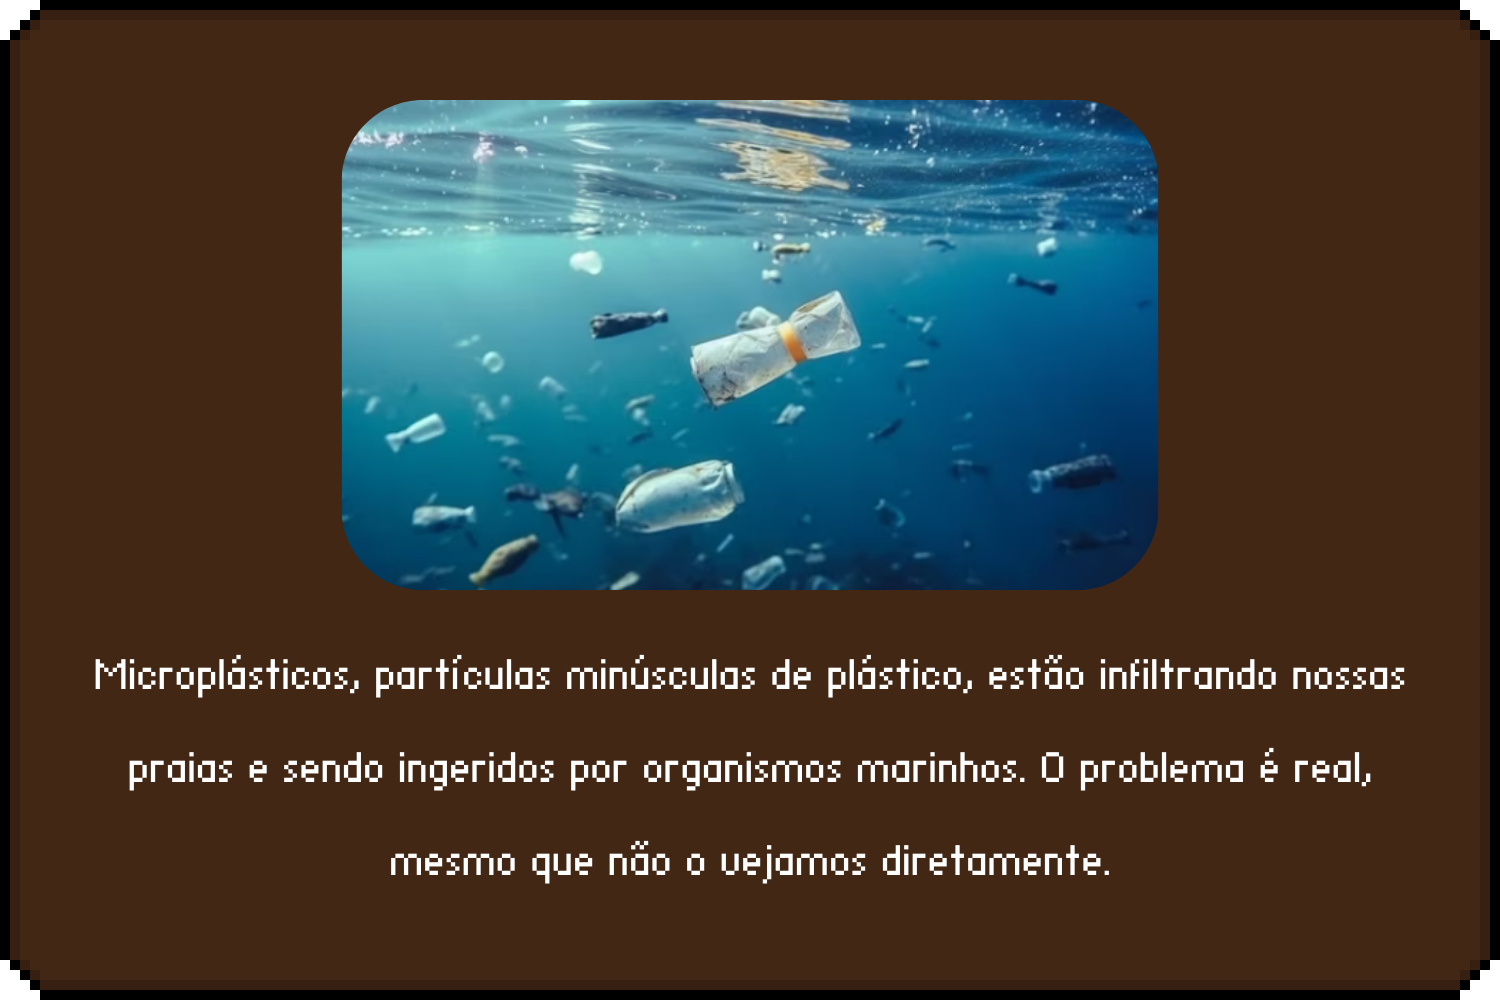 Microplásticos, partículas minúsculas de plástico, estão infiltrando nossas
praias e sendo ingeridos por organismos marinhos. O problema é real,
mesmo que não o vejamos diretamente.